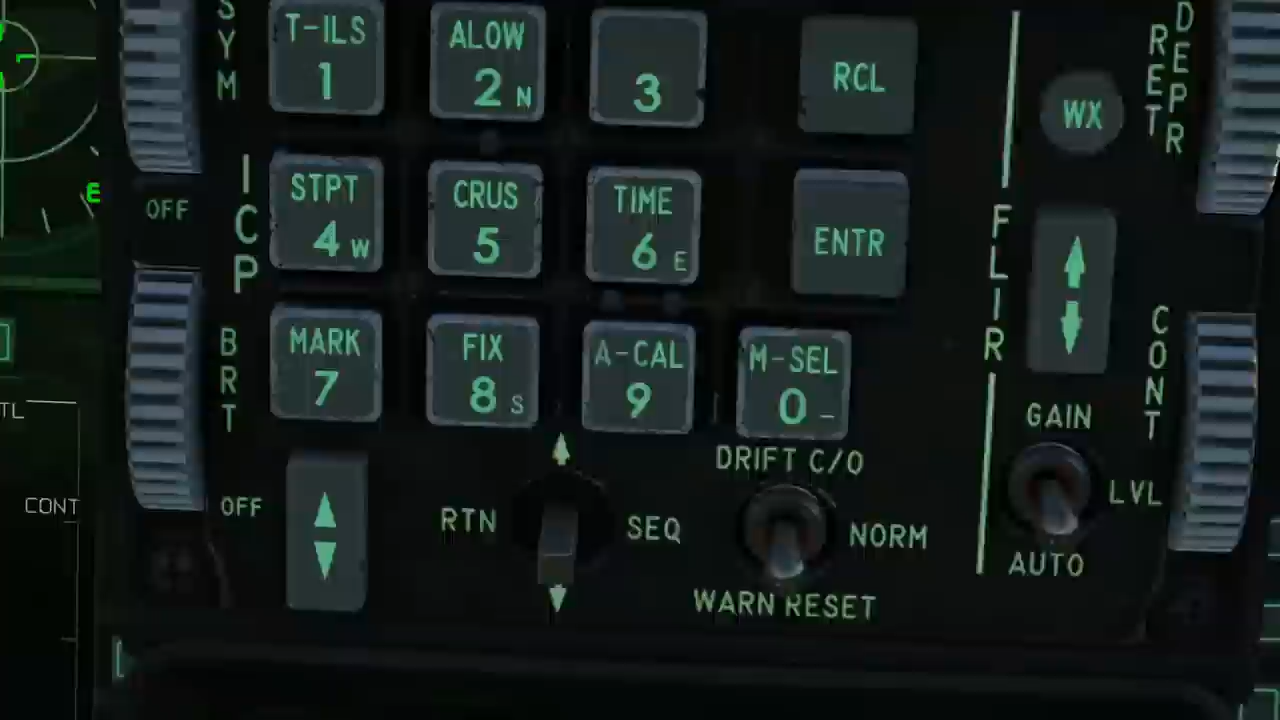 SYM
T-ILS
1
ALOW
2 N
3
RCL
WX
RET
DEPR
E
OFF
ICP
STPT
4 W
CRUS
5
TIME
6 E
ENTR
FLIR
BRT
MARK
7
FIX
8 S
A-CAL
9
M-SEL
0 -
CONT
TL
CONT
OFF
RTN
SEQ
DRIFT C/O
NORM
WARN RESET
GAIN
LVL
AUTO